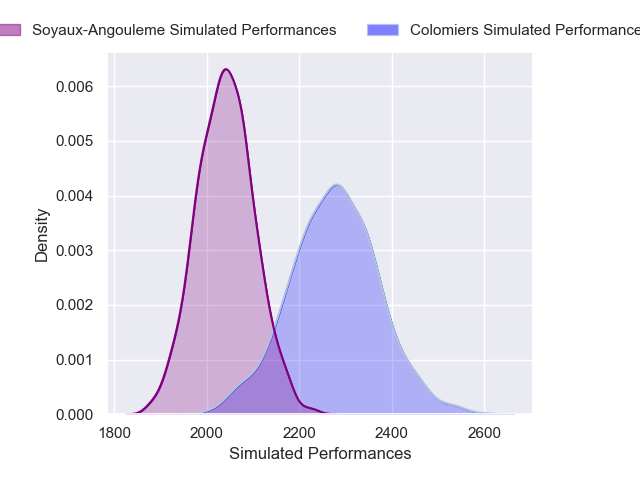 Soyaux-Angouleme Simulated Performances
Colomiers Simulated Performance
0.006
0.005
0.004
0.003
0.002
0.001
0.000
Density
1800 2000 2200 2400 2600
Simulated Performances